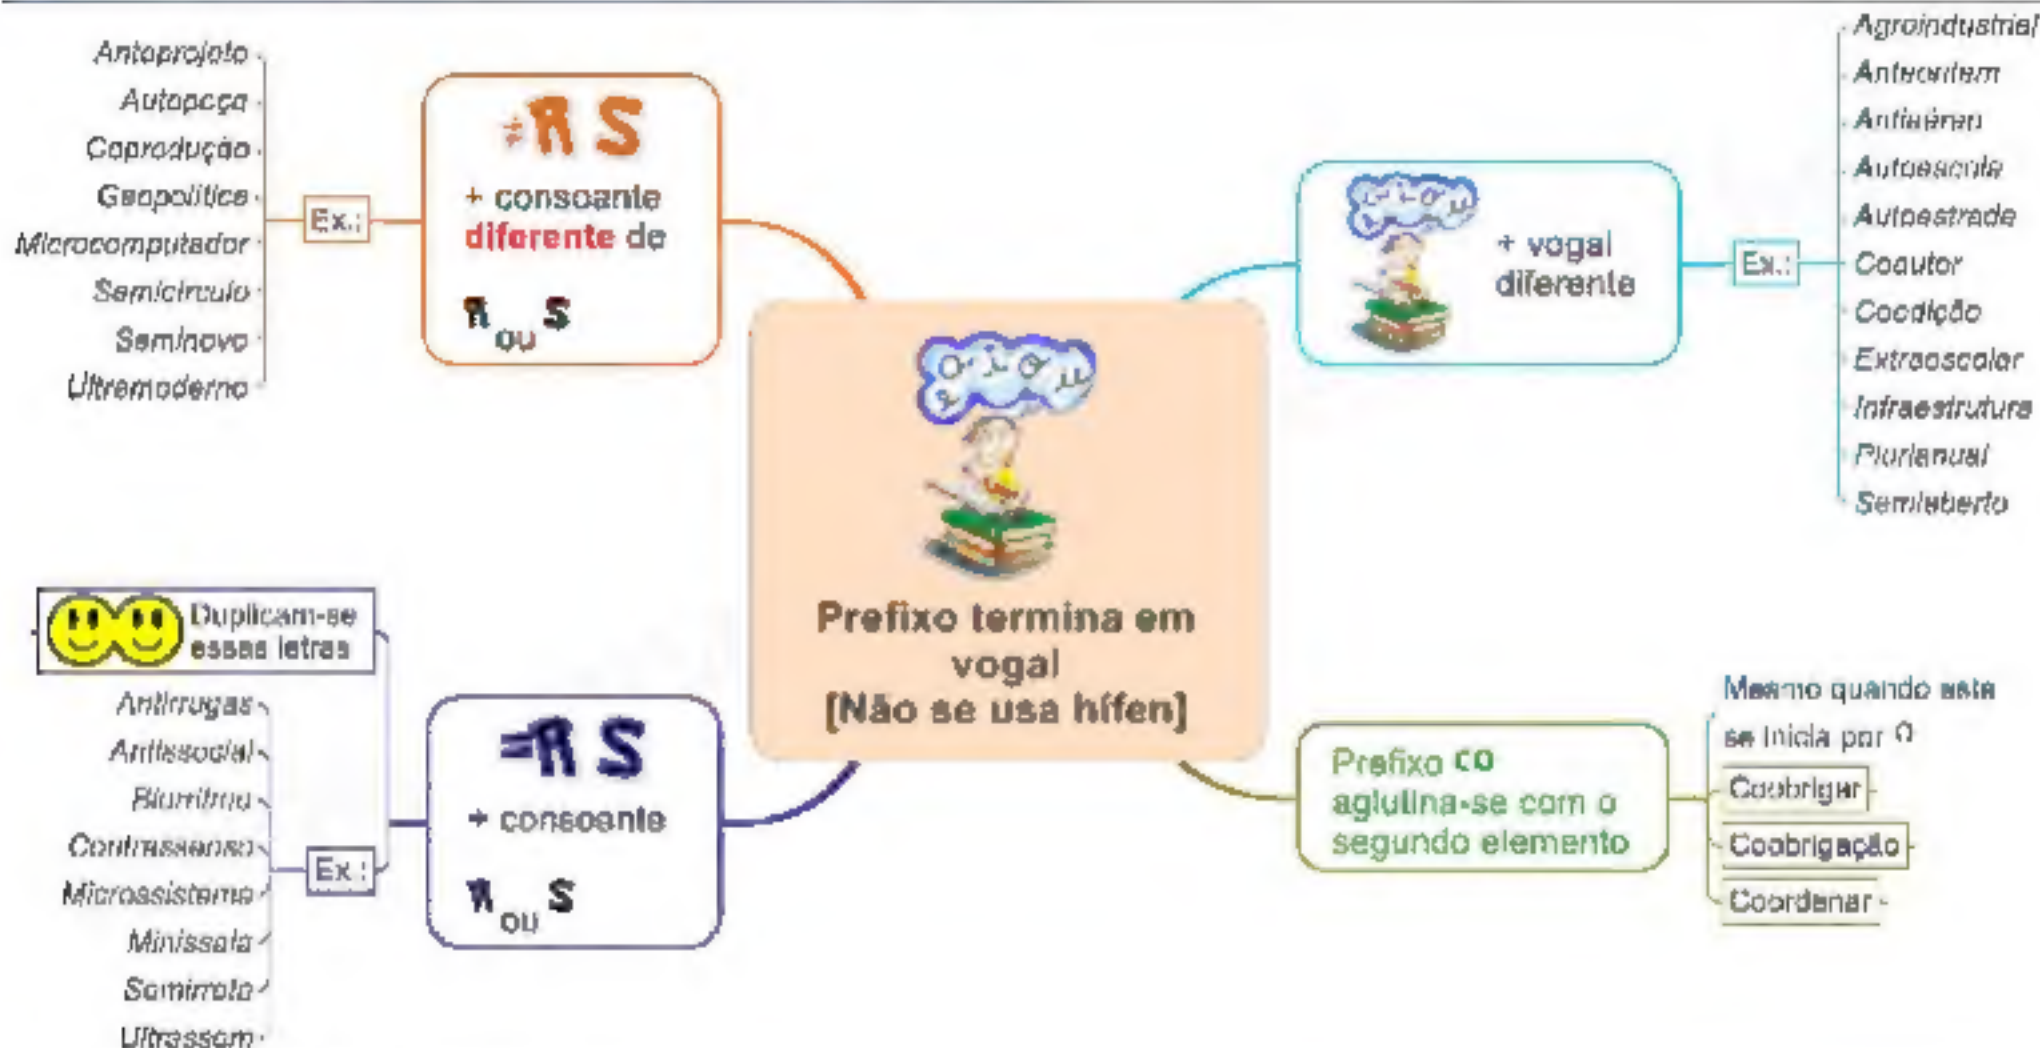 Anteprojeto
Autopeça
Coprodução
Geopolítica
Microcomputador
Semicírculo
Seminovo
Ultramoderno
Ex.:
≠R S
+ consoante
diferente de
R ou S
Agroindustrial
Anteontem
Antiaéreo
Autoescola
Autoestrada
Coautor
Coedição
Extraescolar
Infraestrutura
Plurianual
Semiaberto
Ex.:
+ vogal
diferente
Prefixo termina em
vogal
[Não se usa hífen]
Duplicam-se
essas letras
Antirrugas
Antissocial
Biorritmo
Contrassenso
Microssistema
Minissaia
Semirreta
Ultrassom
Ex.:
=R S
+ consoante
R ou S
Prefixo co
aglutina-se com o
segundo elemento
Mesmo quando este
se inicia por O
Coobrigar
Coobrigação
Coordenar